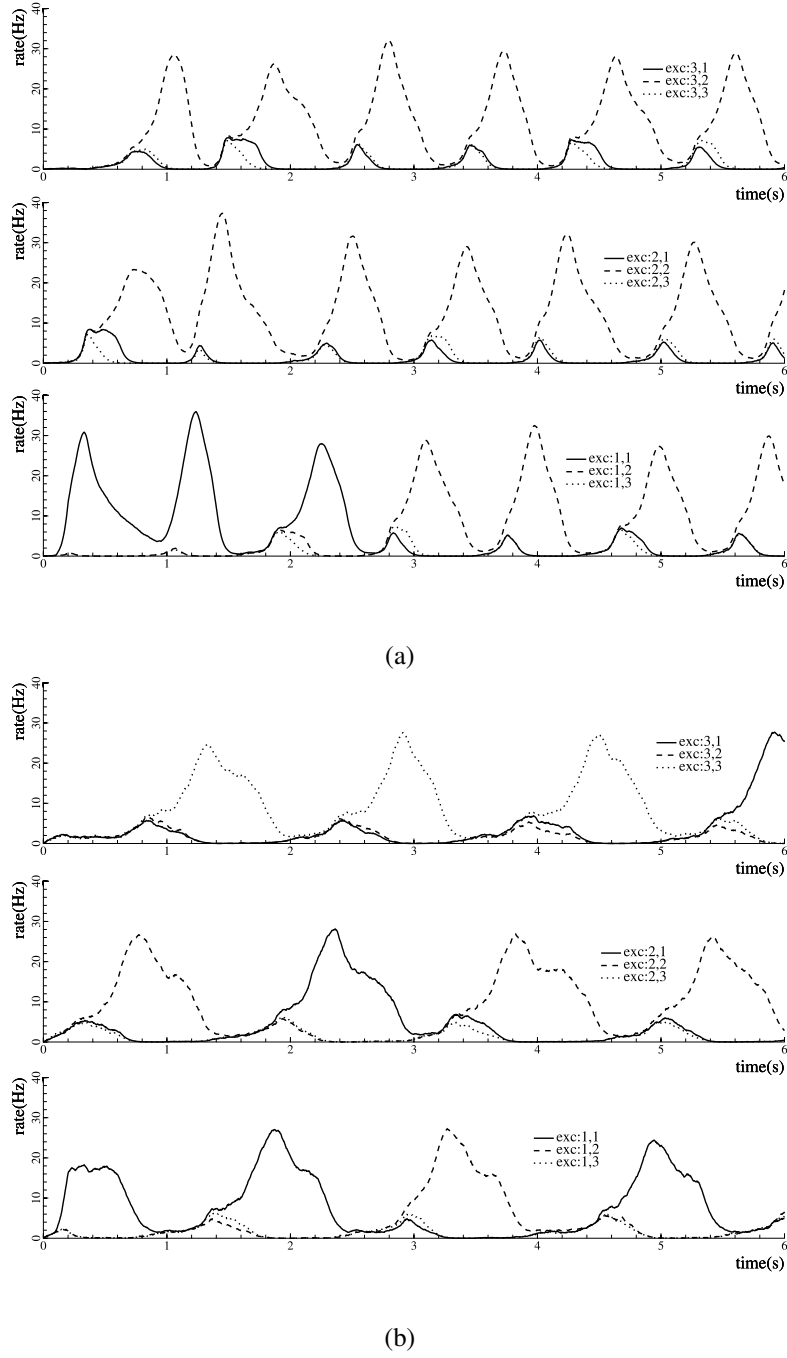 rate(Hz)
40
30
20
10
0
exc:3,1
exc:3,2
exc:3,3
0 1 2 3 4 5 6
time(s)
rate(Hz)
40
30
20
10
0
exc:2,1
exc:2,2
exc:2,3
0 1 2 3 4 5 6
time(s)
rate(Hz)
40
30
20
10
0
exc:1,1
exc:1,2
exc:1,3
0 1 2 3 4 5 6
time(s)
(a)
rate(Hz)
40
30
20
10
0
exc:3,1
exc:3,2
exc:3,3
0 1 2 3 4 5 6
time(s)
rate(Hz)
40
30
20
10
0
exc:2,1
exc:2,2
exc:2,3
0 1 2 3 4 5 6
time(s)
rate(Hz)
40
30
20
10
0
exc:1,1
exc:1,2
exc:1,3
0 1 2 3 4 5 6
time(s)
(b)